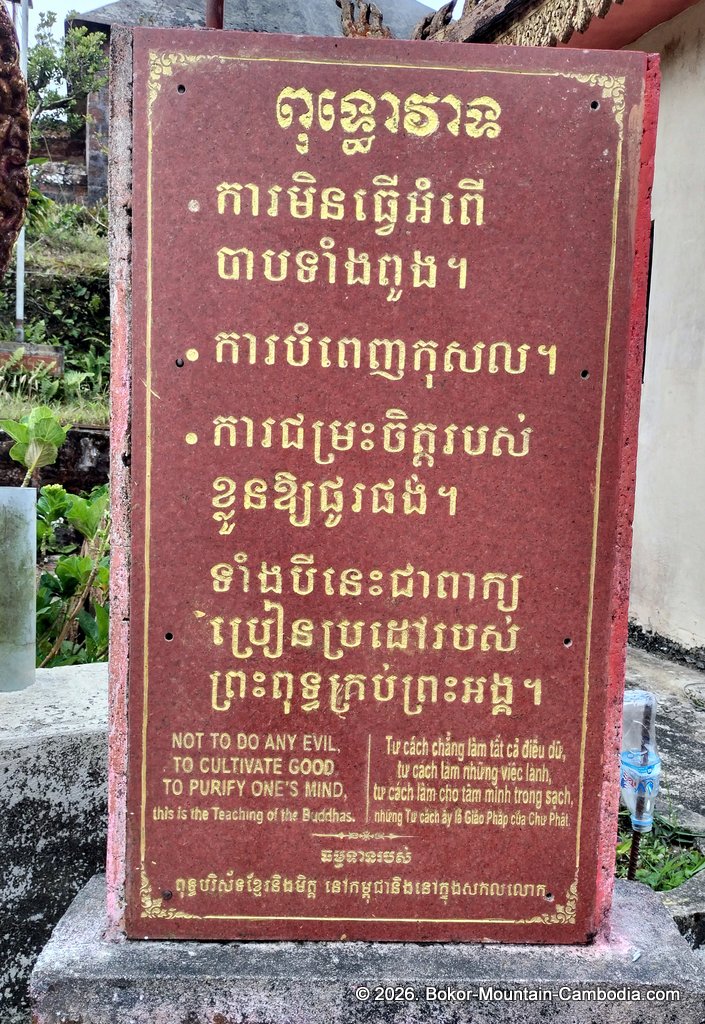 ពុទ្ធោវាទ
• ការមិនធ្វើអំពើ
បាបទាំងពួង។
• ការបំពេញកុសល។
• ការជម្រះចិត្តរបស់
ខ្លួនឱ្យផូរផង់។
ទាំងបីនេះជាពាក្យ
ប្រៀនប្រដៅរបស់
ព្រះពុទ្ធគ្រប់ព្រះអង្គ។
NOT TO DO ANY EVIL,
TO CULTIVATE GOOD
TO PURIFY ONE'S MIND,
this is the Teaching of the Buddhas.
Tư cách chẳng làm tất cả điều dữ,
tư cach làm những việc lành,
tư cách làm cho tâm mình trong sạch,
những Tư cách ấy là Giáo Pháp của Chư Phật.
ធម្មទានរបស់
ពុទ្ធបរិស័ទខ្មែរនិងមិត្ត នៅកម្ពុជានិងនៅក្នុងសកលលោក
© 2026. Bokor-Mountain-Cambodia.com.